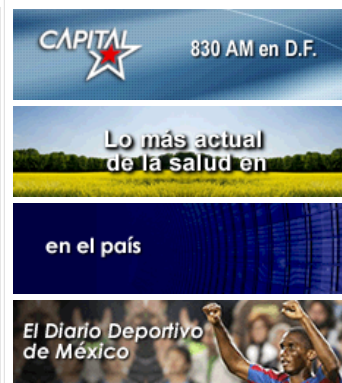 CAPITAL
830 AM en D.F.
Lo más actual
de la salud en
en el país
El Diario Deportivo
de México